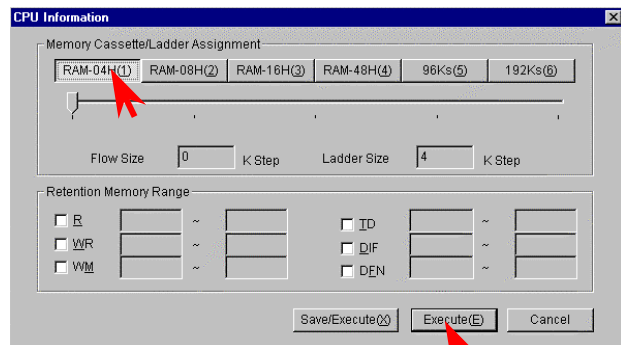 CPU Information
Memory Cassette/Ladder Assignment
RAM-04H(1) RAM-08H(2) RAM-16H(3) RAM-48H(4) 96Ks(5) 192Ks(6)
Flow Size 0 K Step Ladder Size 4 K Step
Retention Memory Range
R ~ TD ~
WR ~ DIF ~
WM ~ DFN ~
Save/Execute(X) Execute(E) Cancel